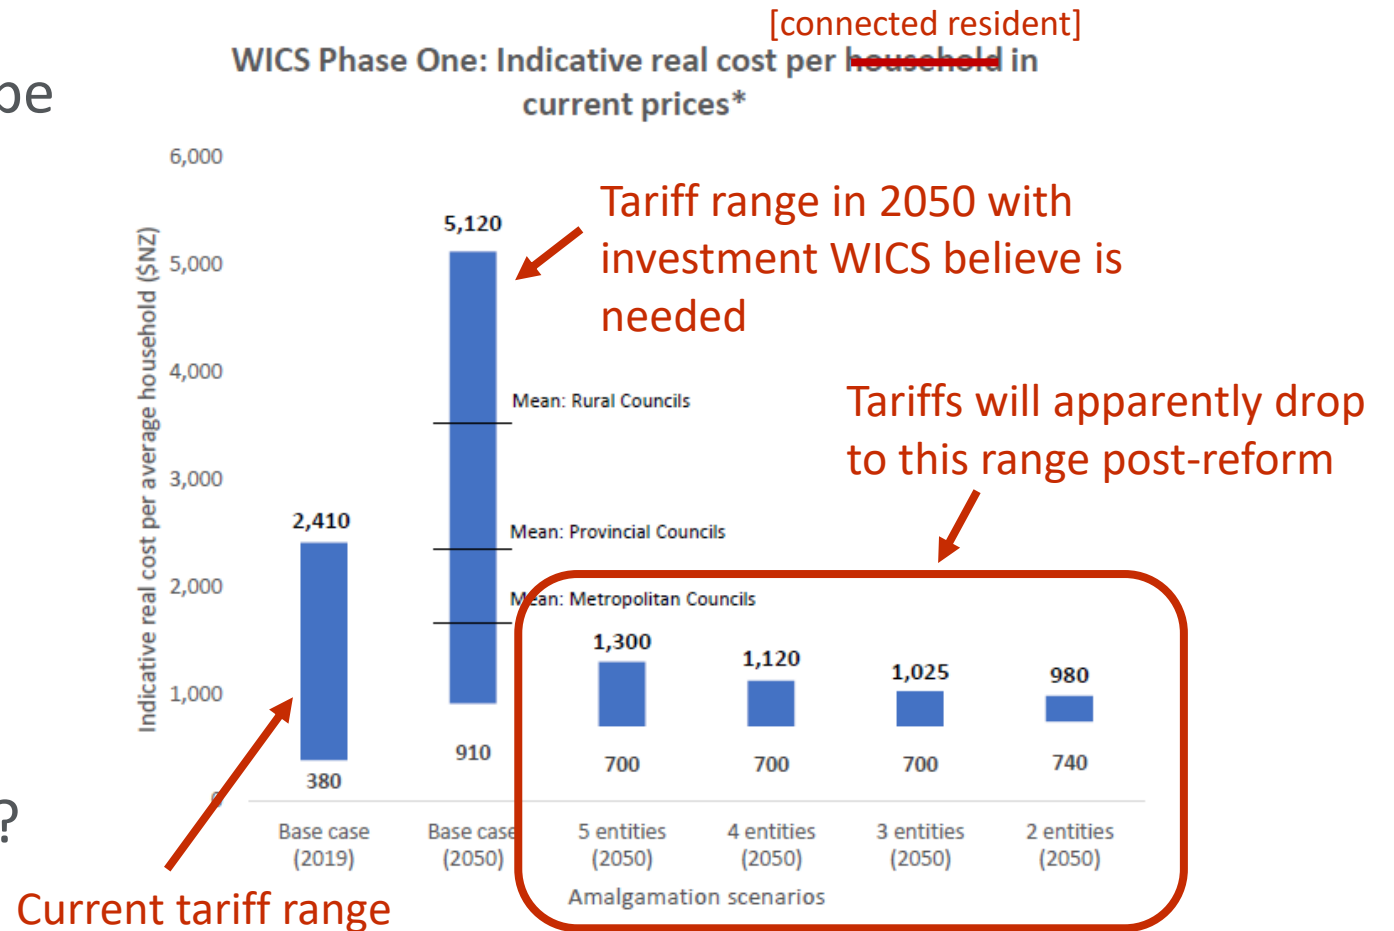 [connected resident]
WICS Phase One: Indicative real cost per household in
current prices*
be
6,000
5,000
4,000
3,000
2,000
1,000
0
Indicative real cost per average household ($NZ)
Tariff range in 2050 with
investment WICS believe is
needed
Tariffs will apparently drop
to this range post-reform
5,120
Mean: Rural Councils
2,410
Mean: Provincial Councils
Mean: Metropolitan Councils
1,300
1,120
1,025
980
380
910
700
700
700
740
?
Base case
(2019)
Base case
(2050)
5 entities
(2050)
4 entities
(2050)
3 entities
(2050)
2 entities
(2050)
Amalgamation scenarios
Current tariff range